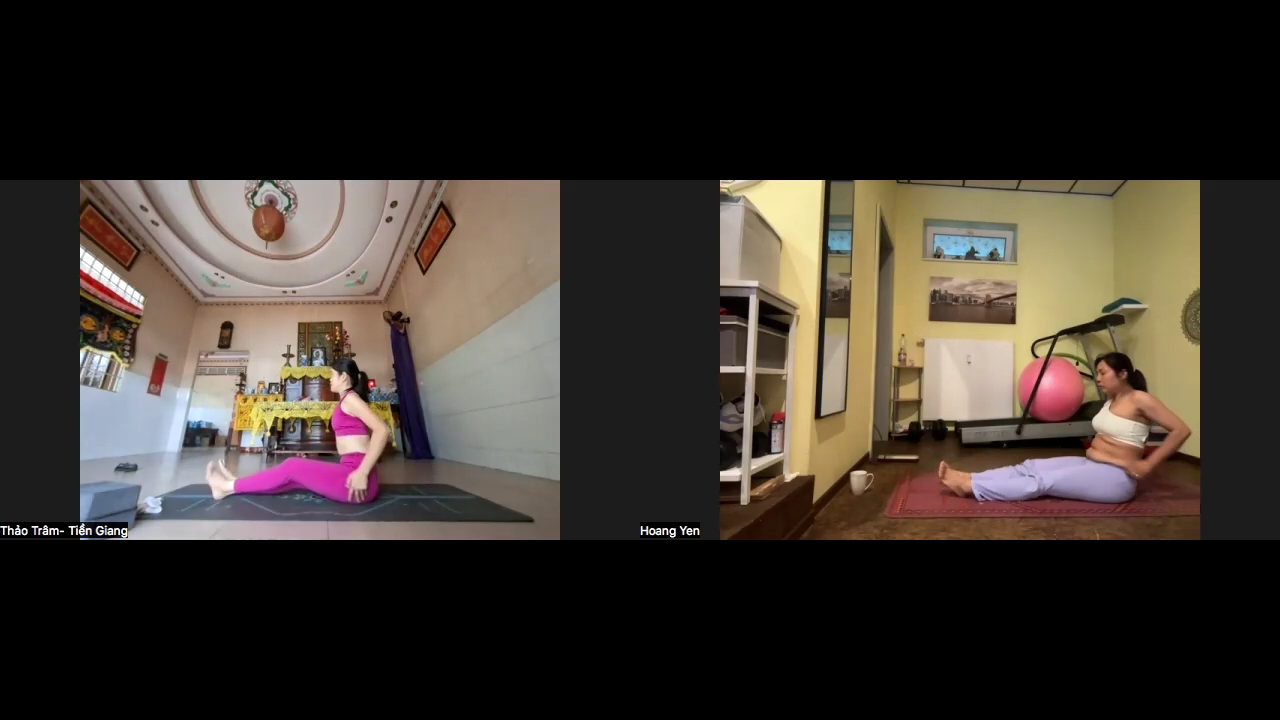 Thảo Trâm- Tiền Giang
Hoang Yen